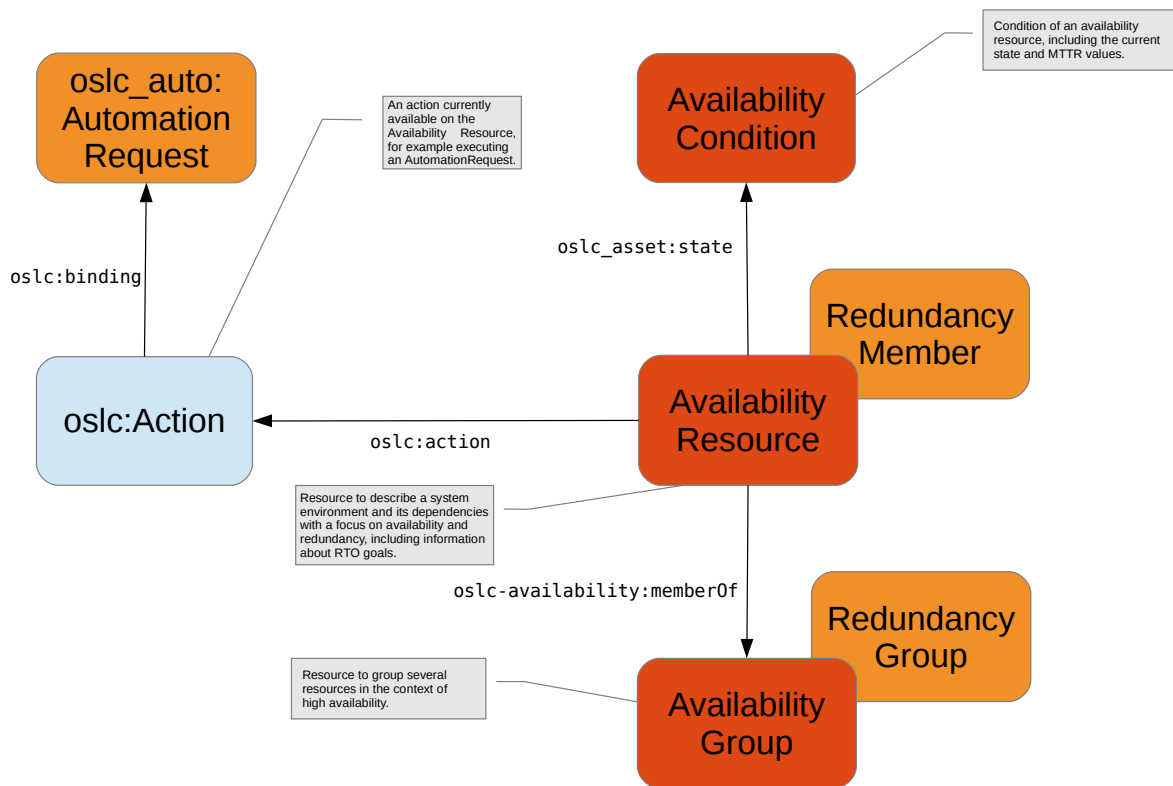 Condition of an availability
resource, including the current
state and MTTR values.
oslc_auto:
Automation
Request
An action currently
available on the
Availability Resource,
for example executing
an AutomationRequest.
Availability
Condition
oslc:binding
oslc_asset:state
Redundancy
Member
oslc:Action
oslc:action
Availability
Resource
Resource to describe a system
environment and its dependencies
with a focus on availability and
redundancy, including information
about RTO goals.
oslc-availability:memberOf
Redundancy
Group
Resource to group several
resources in the context of
high availability.
Availability
Group